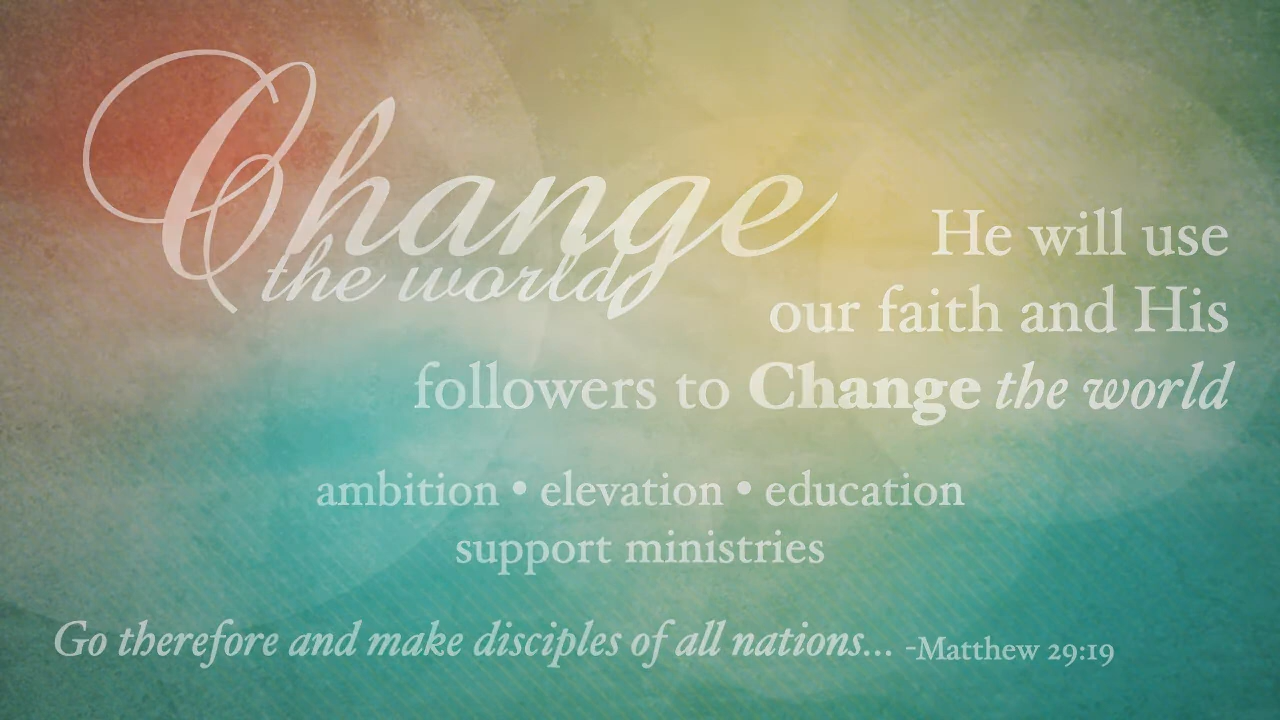 Change
the world
He will use
our faith and His
followers to Change the world
ambition • elevation • education
support ministries
Go therefore and make disciples of all nations... -Matthew 29:19